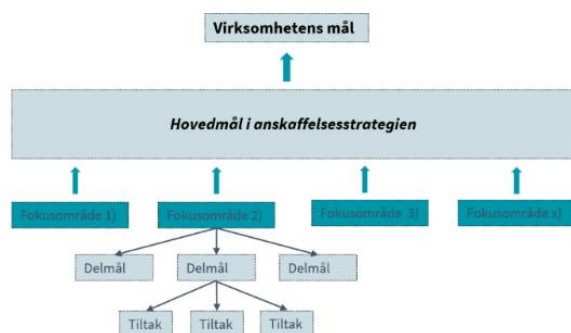 Virksomhetens mål
Hovedmål i anskaffelsesstrategien
Fokusområde 1)
Fokusområde 2)
Fokusområde 3)
Fokusområde x)
Delmål
Delmål
Delmål
Tiltak
Tiltak
Tiltak